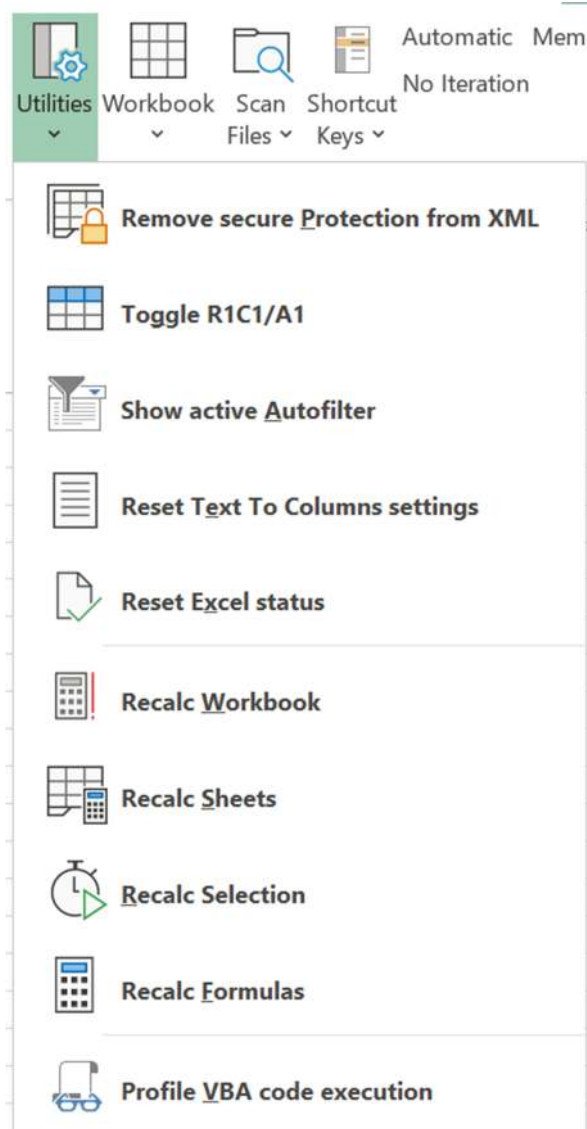 Automatic Mem
No Iteration
Utilities Workbook Scan Files Shortcut Keys
Remove secure Protection from XML
Toggle R1C1/A1
Show active Autofilter
Reset Text To Columns settings
Reset Excel status
Recalc Workbook
Recalc Sheets
Recalc Selection
Recalc Formulas
Profile VBA code execution